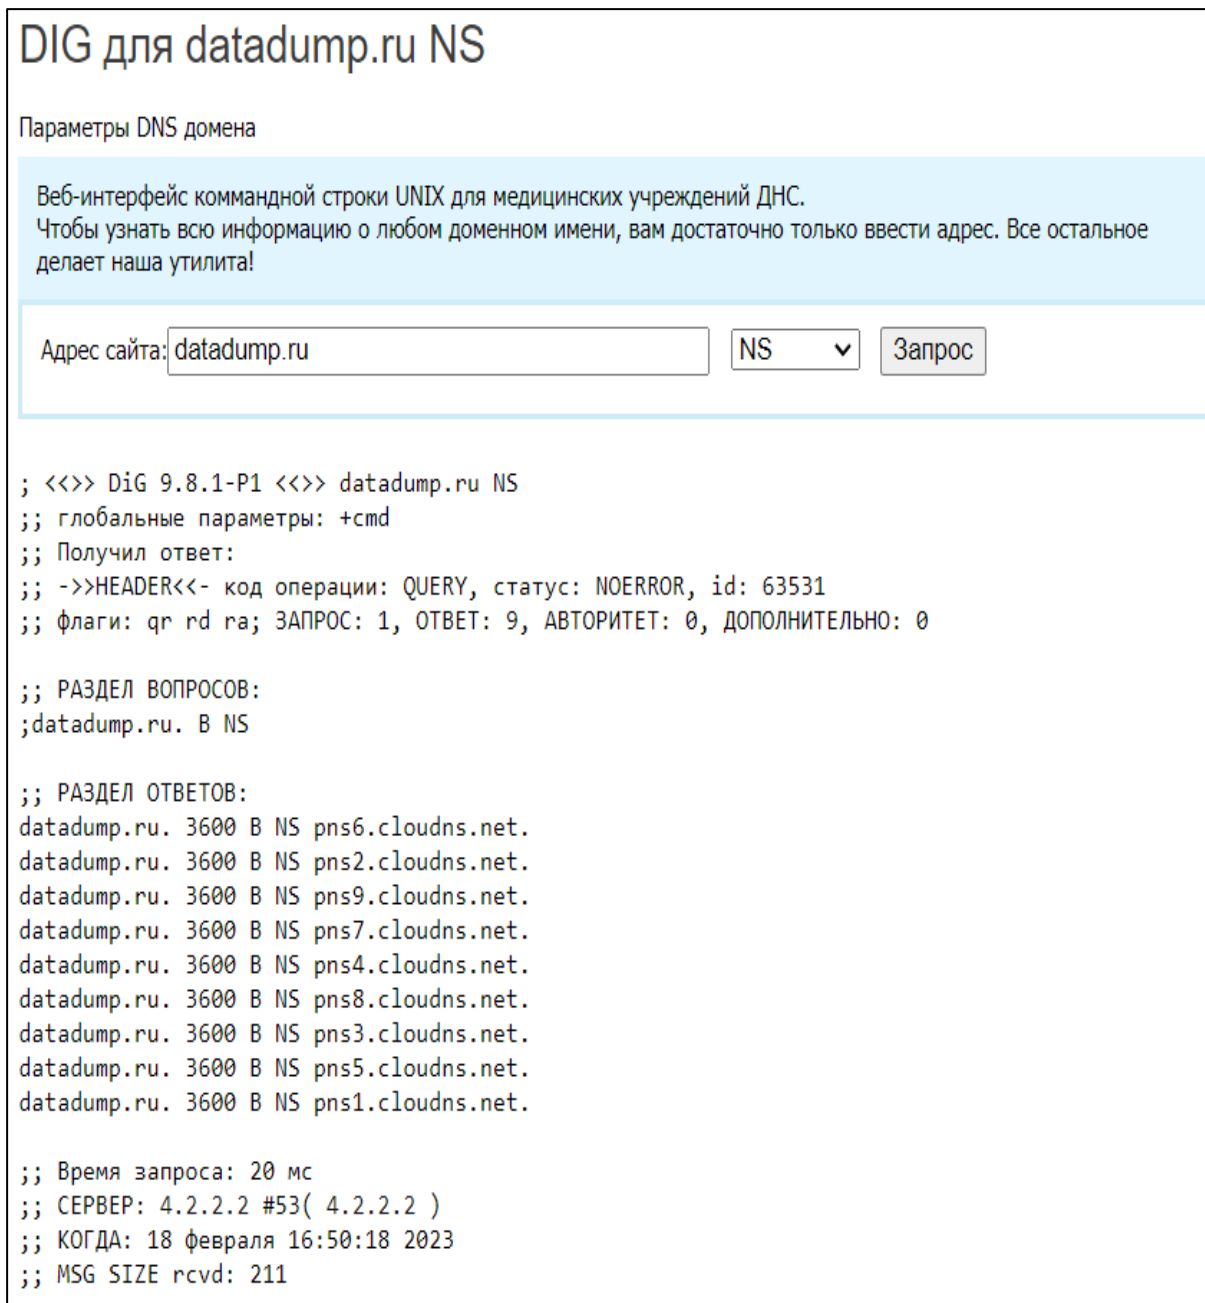 DIG для datadump.ru NS
Параметры DNS домена
Веб-интерфейс коммандной строки UNIX для медицинских учреждений ДНС.
Чтобы узнать всю информацию о любом доменном имени, вам достаточно только ввести адрес. Все остальное
делает наша утилита!
Адрес сайта: datadump.ru NS Запрос
; <<>> DiG 9.8.1-P1 <<>> datadump.ru NS
;; глобальные параметры: +cmd
;; Получил ответ:
;; ->>HEADER<<- код операции: QUERY, статус: NOERROR, id: 63531
;; флаги: qr rd ra; ЗАПРОС: 1, ОТВЕТ: 9, АВТОРИТЕТ: 0, ДОПОЛНИТЕЛЬНО: 0
;; РАЗДЕЛ ВОПРОСОВ:
;datadump.ru. В NS
;; РАЗДЕЛ ОТВЕТОВ:
datadump.ru. 3600 В NS pns6.cloudns.net.
datadump.ru. 3600 В NS pns2.cloudns.net.
datadump.ru. 3600 В NS pns9.cloudns.net.
datadump.ru. 3600 В NS pns7.cloudns.net.
datadump.ru. 3600 В NS pns4.cloudns.net.
datadump.ru. 3600 В NS pns8.cloudns.net.
datadump.ru. 3600 В NS pns3.cloudns.net.
datadump.ru. 3600 В NS pns5.cloudns.net.
datadump.ru. 3600 В NS pns1.cloudns.net.
;; Время запроса: 20 мс
;; СЕРВЕР: 4.2.2.2 #53( 4.2.2.2 )
;; КОГДА: 18 февраля 16:50:18 2023
;; MSG SIZE rcvd: 211